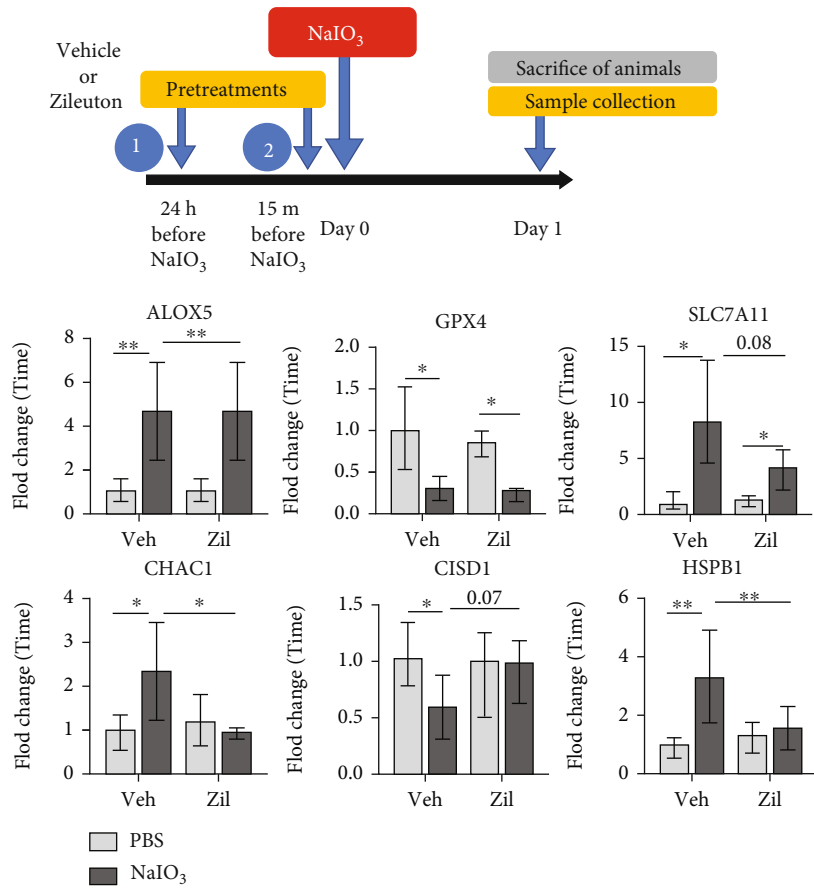 NaIO₃
Vehicle
or
Zileuton
Pretreatments
Sacrifice of animals
Sample collection
1
2
24 h
before
NaIO₃
15 m
before
NaIO₃
Day 0
Day 1
ALOX5
Flod change (Time)
8
6
4
2
0
**
**
Veh
Zil
GPX4
Flod change (Time)
2.0
1.5
1.0
0.5
0.0
*
*
Veh
Zil
SLC7A11
Flod change (Time)
15
10
5
0
*
0.08
*
Veh
Zil
CHAC1
Flod change (Time)
4
3
2
1
0
*
*
Veh
Zil
CISD1
Flod change (Time)
1.5
1.0
0.5
0.0
*
0.07
Veh
Zil
HSPB1
Flod change (Time)
6
4
2
0
**
**
Veh
Zil
PBS
NaIO₃